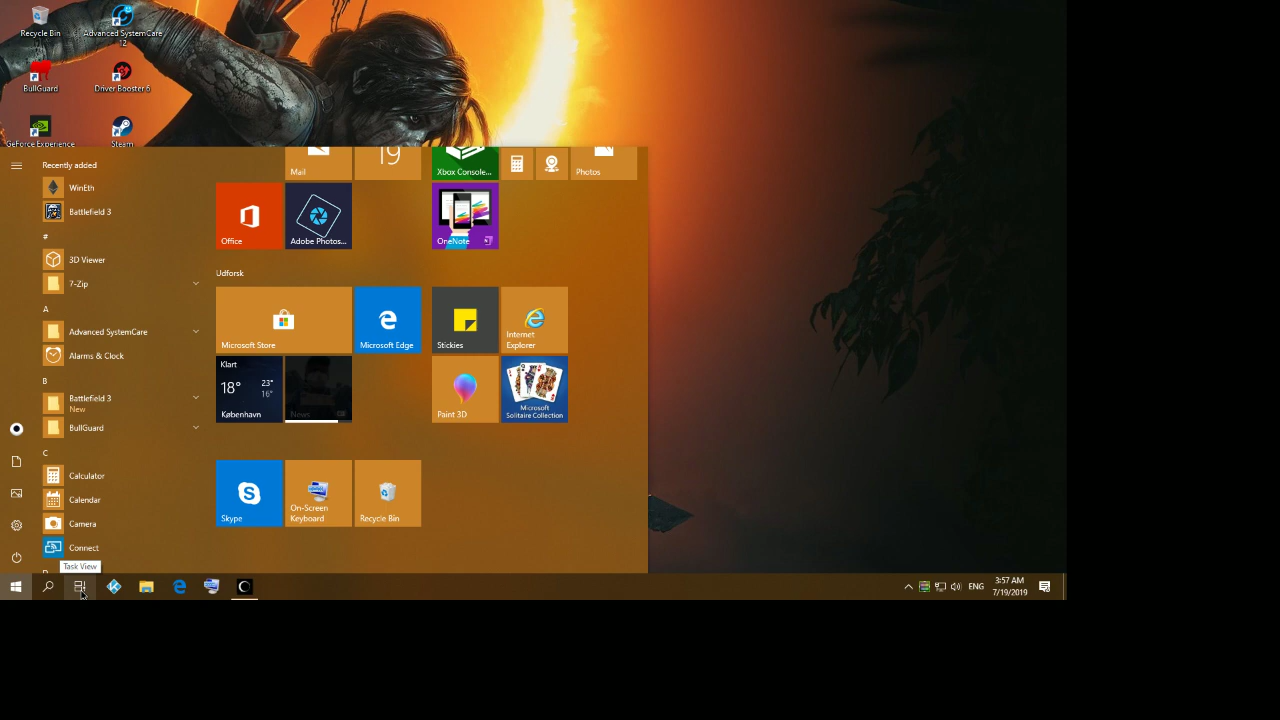 Recycle Bin
Advanced SystemCare
12
BullGuard
Driver Booster 6
GeForce Experience
Steam
Recently added
WinEth
Battlefield 3
#
3D Viewer
7-Zip
A
Advanced SystemCare
Alarms & Clock
B
Battlefield 3
New
BullGuard
C
Calculator
Calendar
Camera
Connect
Task View
Mail
19
Xbox Console...
Photos
Office
Adobe Photos...
OneNote
Udforsk
Microsoft Store
Microsoft Edge
Stickies
Internet
Explorer
Klart
18°
23°
16°
København
News
Paint 3D
Microsoft
Solitaire Collection
Skype
On-Screen
Keyboard
Recycle Bin
ENG
3:57 AM
7/19/2019